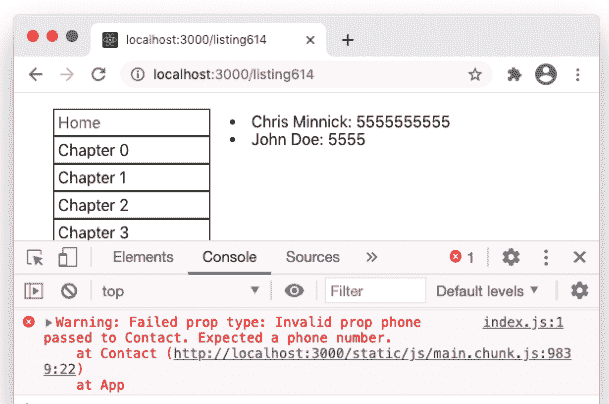 locaihost:3000/listing614
localhost:3000/listing614
Home
Chapter 0
Chapter 1
Chapter 2
Chapter 3
Chris Minnick: 5555555555
John Doe: 5555
Elements Console Sources 1
top Filter Default levels
Warning: Failed prop type: Invalid prop phone index.js:1
passed to Contact. Expected a phone number.
at Contact (http://localhost:3000/static/js/main.chunk.js:983
9:22)
at App